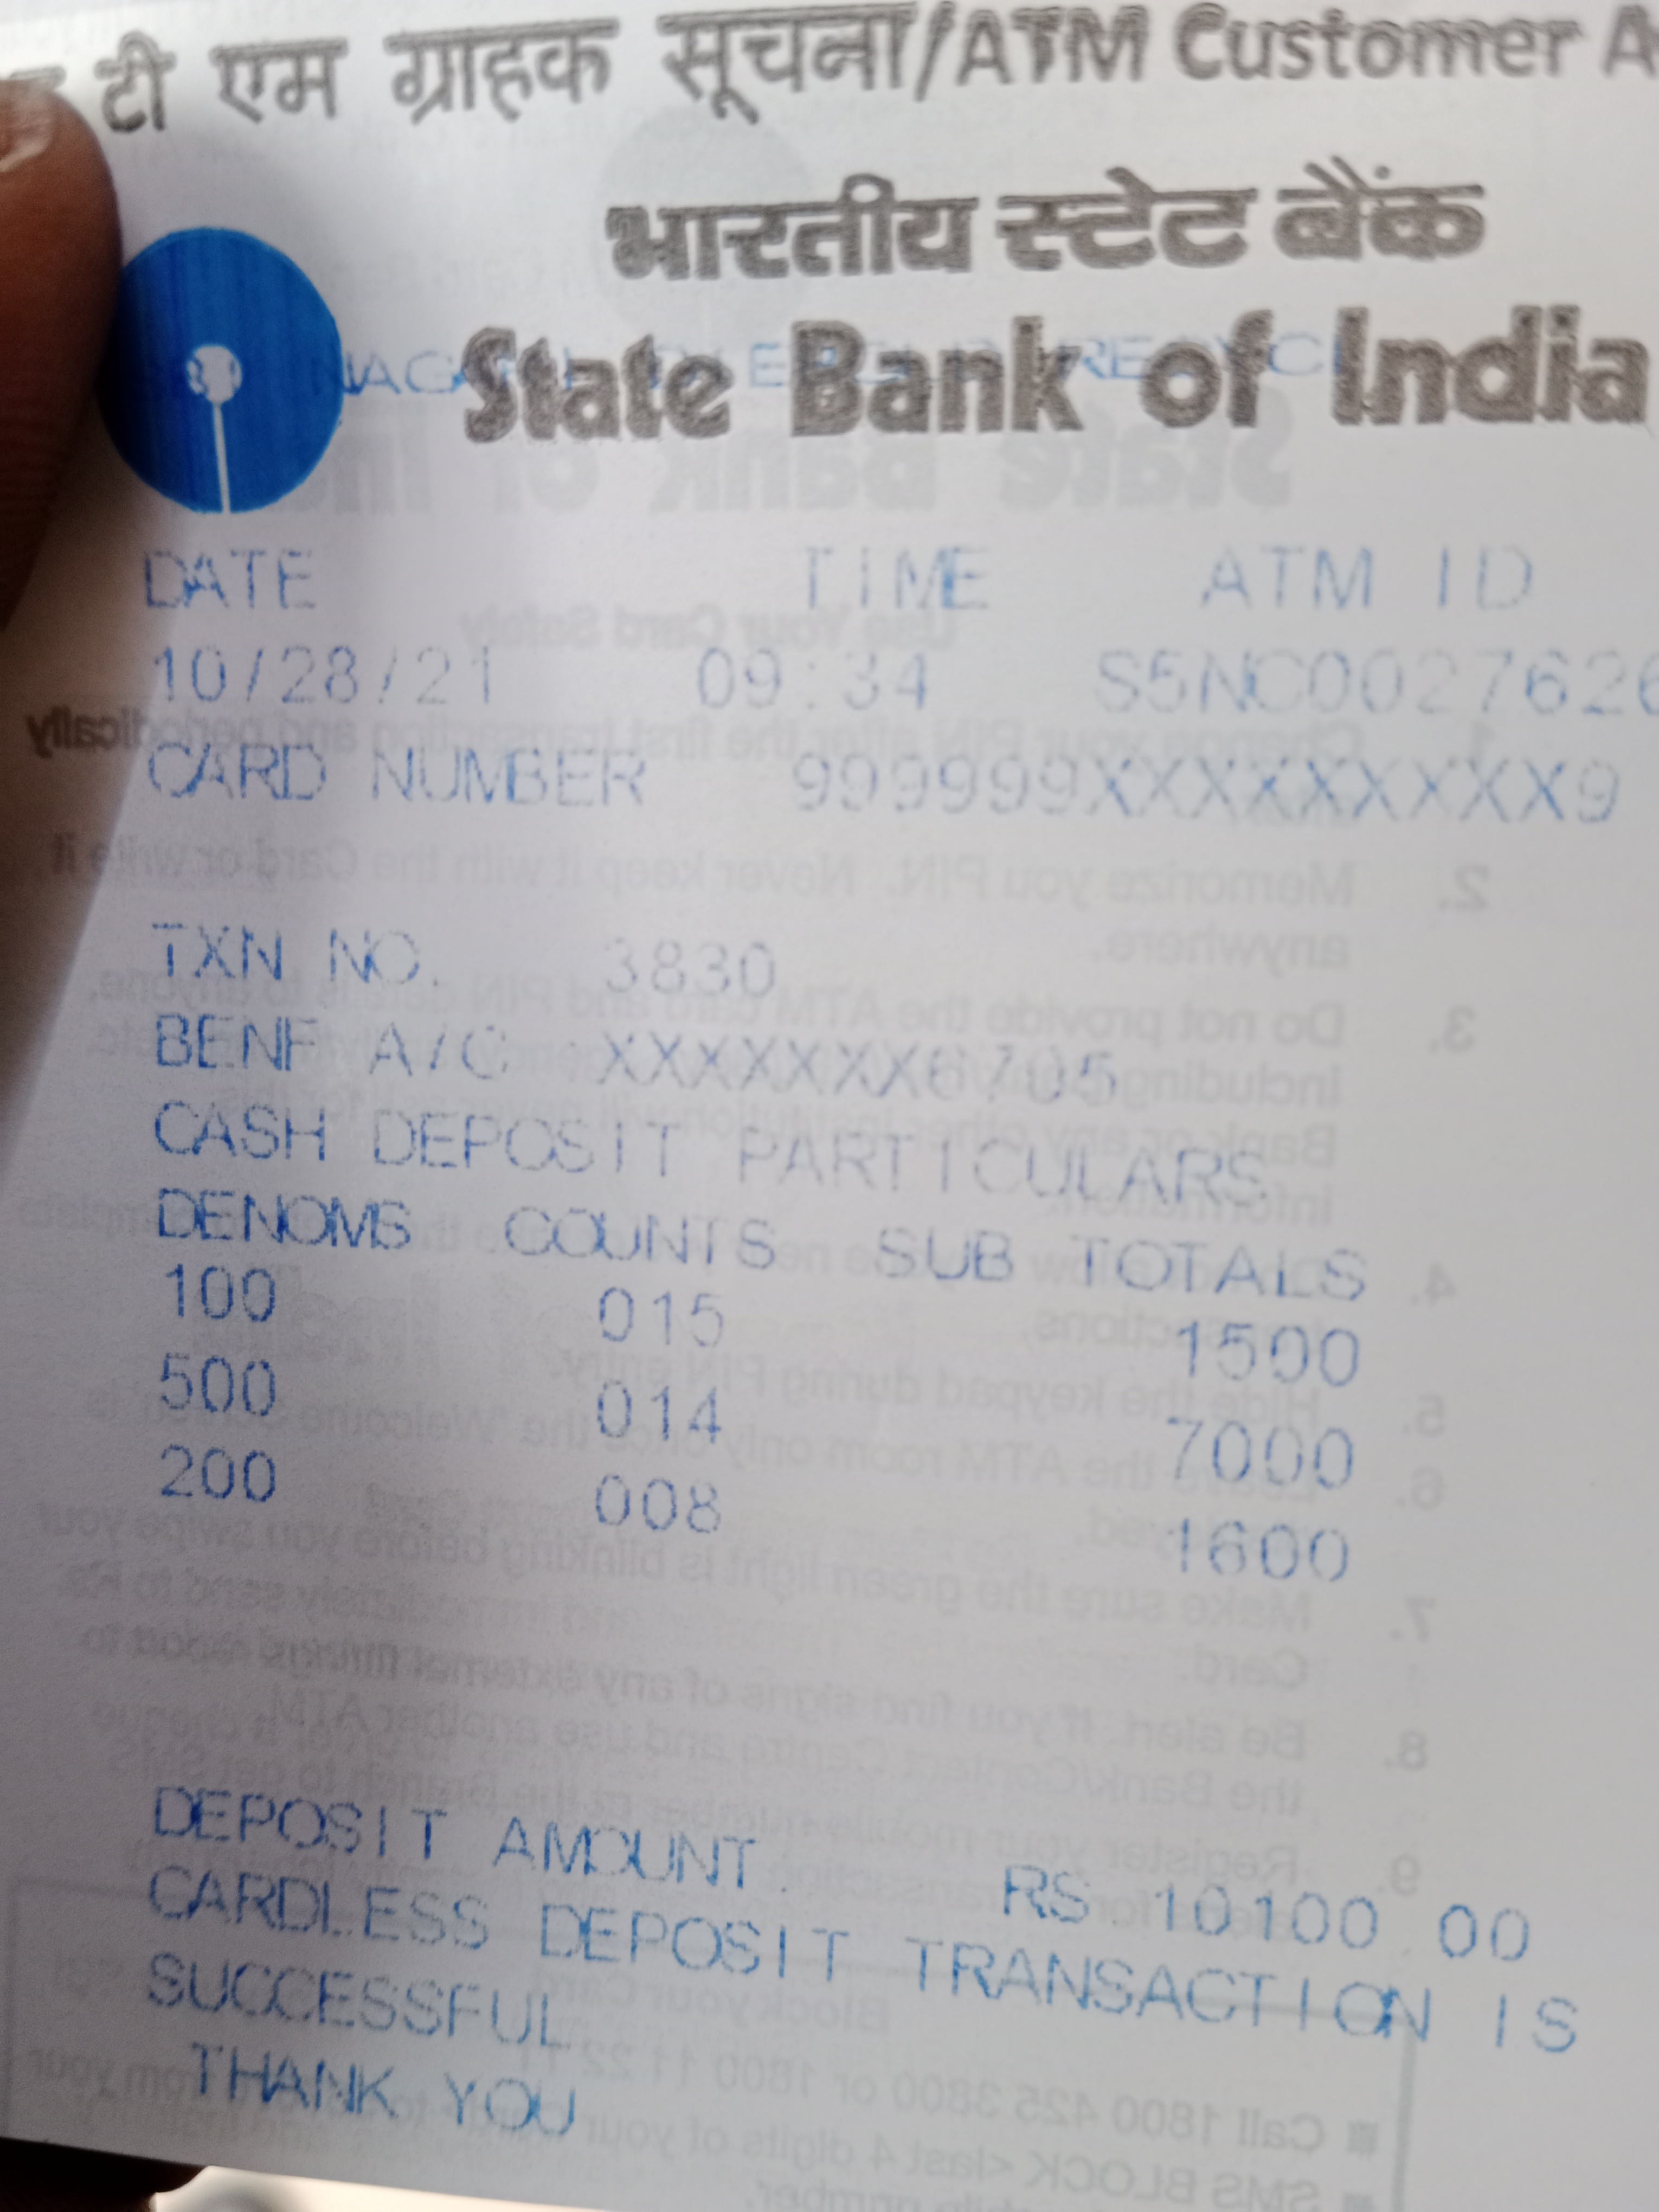 टी एम ग्राहक सूचना/ATM Customer A
भारतीय स्टेट बैंक
State Bank of India
DATE TIME ATM ID
10/28/21 09:34 S5NC0027626
CARD NUMBER 999999XXXXXXXXXX9
TXN NO. 3830
BENF A/C :XXXXXXX6705
CASH DEPOSIT PARTICULARS
DENOMS COUNTS SUB TOTALS
100 015 1500
500 014 7000
200 008 1600
DEPOSIT AMOUNT. RS.10100.00
CARDLESS DEPOSIT TRANSACTION IS
SUCCESSFUL
THANK YOU